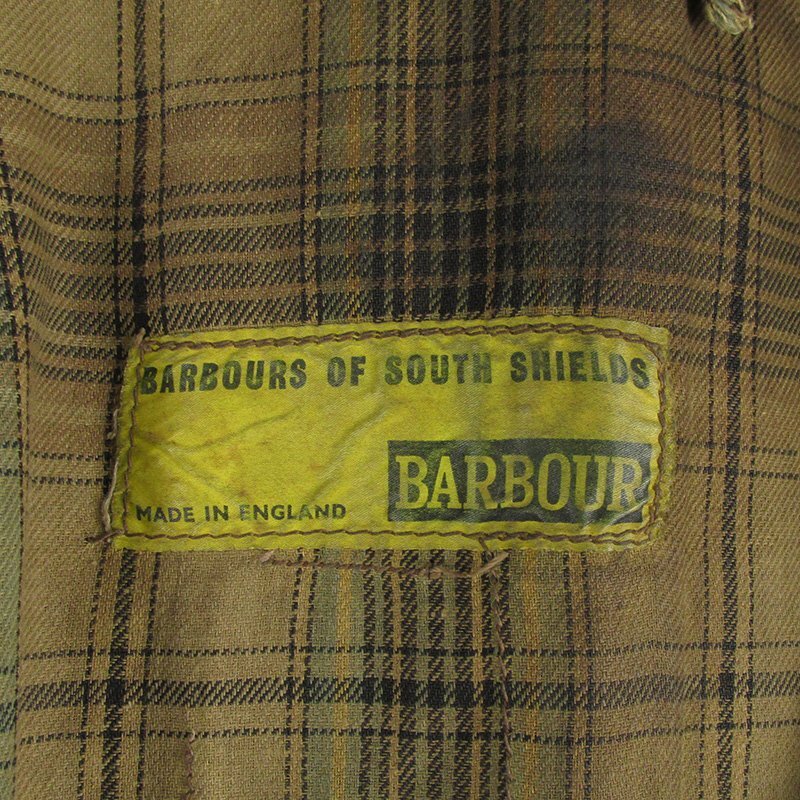 BARBOURS OF SOUTH SHIELDS
BARBOUR
MADE IN ENGLAND